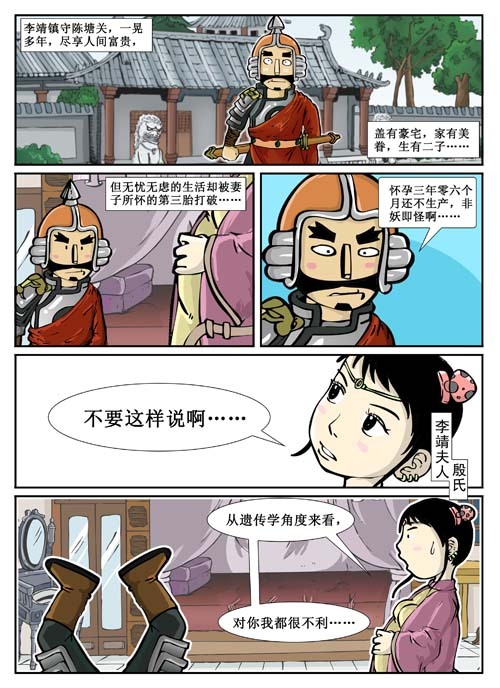 李靖镇守陈塘关，一晃
多年，尽享人间富贵，
盖有豪宅，家有美
眷，生有二子……
但无忧无虑的生活却被妻
子所怀的第三胎打破……
怀孕三年零六个
月还不生产，非
妖即怪啊……
不要这样说啊……
李靖夫人
殷氏
从遗传学角度来看，
对你我都很不利……